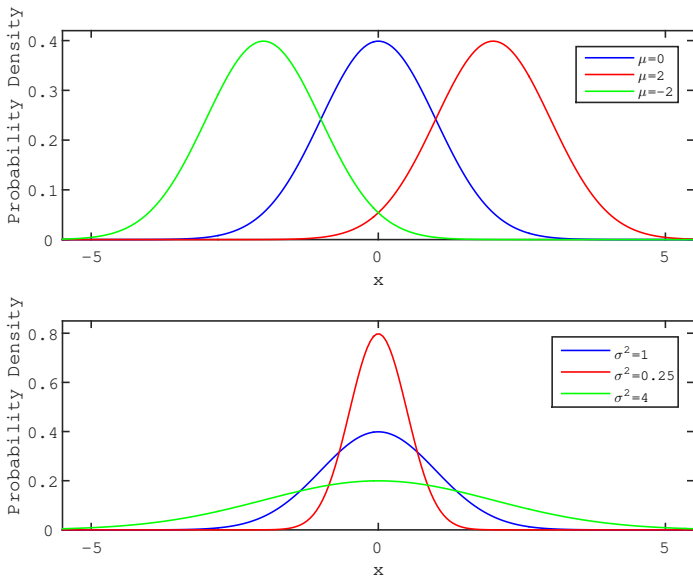 Probability Density
0.4
0.3
0.2
0.1
0
−5
0
5
x
μ=0
μ=2
μ=-2
Probability Density
0.8
0.6
0.4
0.2
0
−5
0
5
x
σ²=1
σ²=0.25
σ²=4